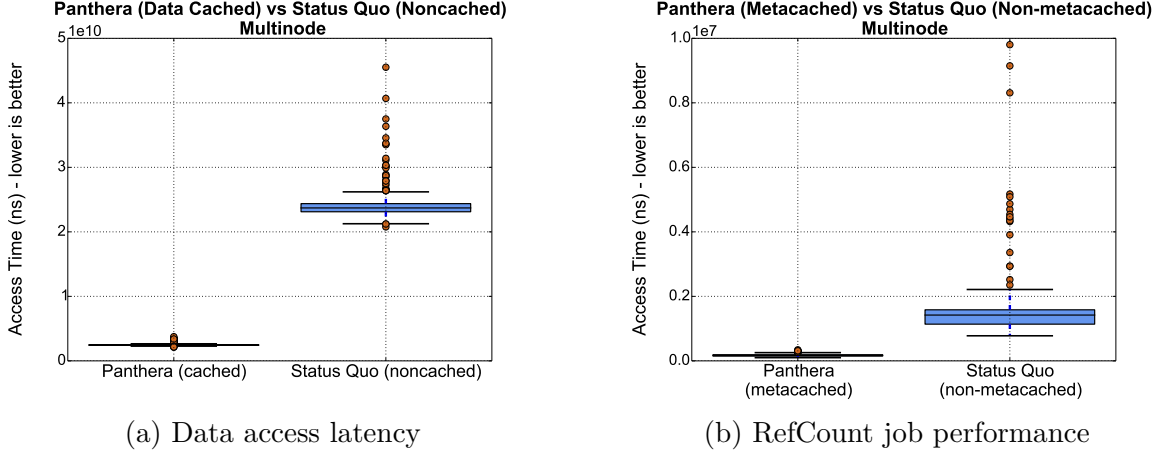 Panthera (Data Cached) vs Status Quo (Noncached)
Multinode
1e10
5
4
3
2
1
0
Access Time (ns) - lower is better
Panthera (cached)
Status Quo (noncached)
(a) Data access latency
Panthera (Metacached) vs Status Quo (Non-metacached)
Multinode
1e7
1.0
0.8
0.6
0.4
0.2
0.0
Access Time (ns) - lower is better
Panthera
(metacached)
Status Quo
(non-metacached)
(b) RefCount job performance